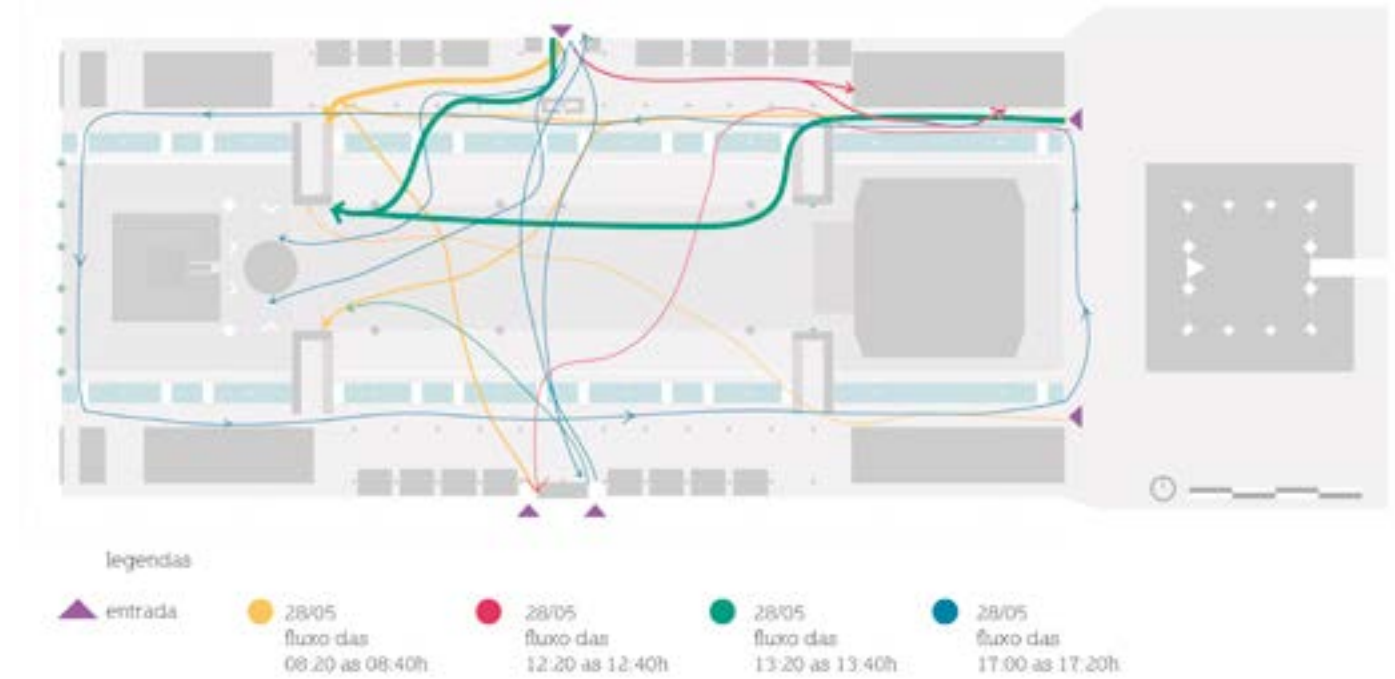 legendas
entrada
28/05
fluxo das
08:20 as 08:40h
28/05
fluxo das
12:20 as 12:40h
28/05
fluxo das
13:20 as 13:40h
28/05
fluxo das
17:00 as 17:20h